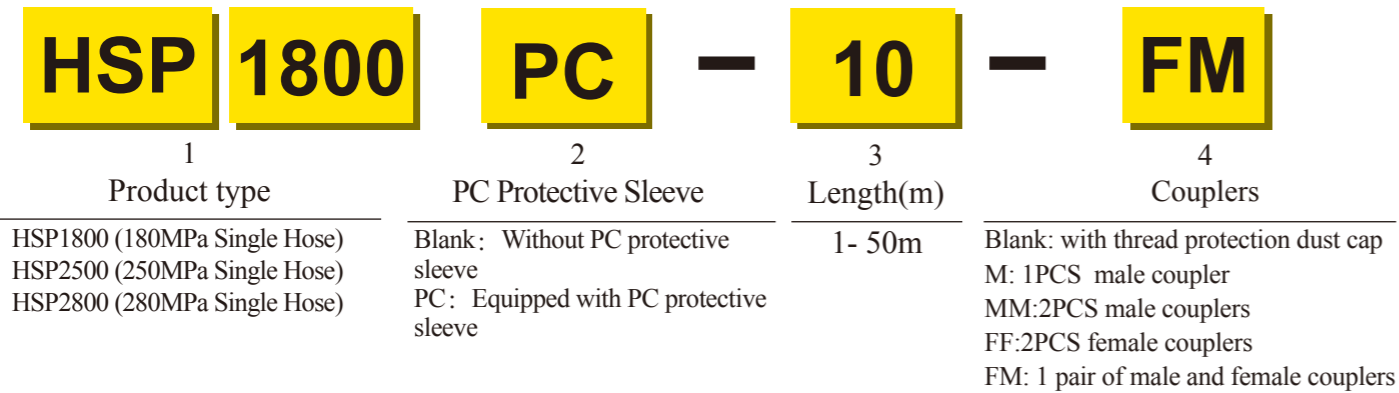 HSP 1800 PC - 10 - FM
1 2 3 4
Product type PC Protective Sleeve Length(m) Couplers
HSP1800 (180MPa Single Hose)
HSP2500 (250MPa Single Hose)
HSP2800 (280MPa Single Hose)
Blank： Without PC protective
sleeve
PC： Equipped with PC protective
sleeve
1- 50m
Blank: with thread protection dust cap
M: 1PCS male coupler
MM:2PCS male couplers
FF:2PCS female couplers
FM: 1 pair of male and female couplers